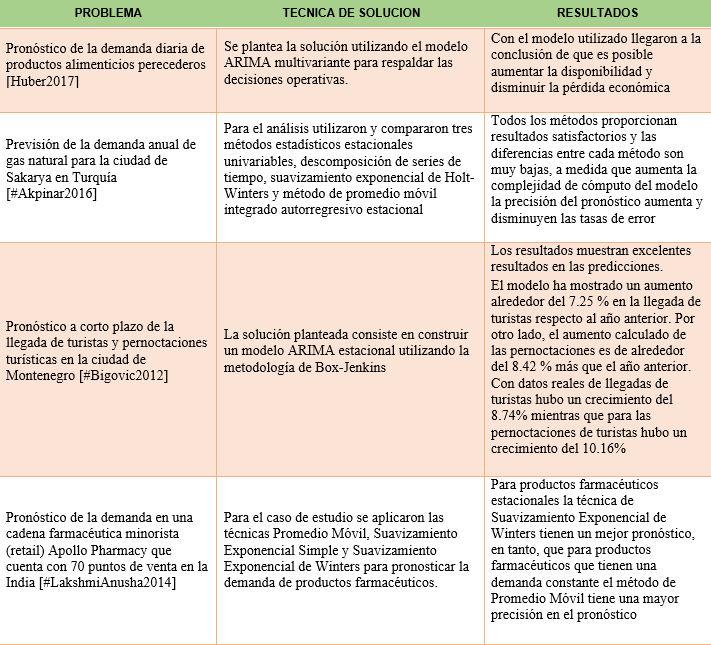 PROBLEMA
TECNICA DE SOLUCION
RESULTADOS
Pronóstico de la demanda diaria de
productos alimenticios perecederos
[Huber2017]
Se plantea la solución utilizando el modelo
ARIMA multivariante para respaldar las
decisiones operativas.
Con el modelo utilizado llegaron a la
conclusión de que es posible
aumentar la disponibilidad y
disminuir la pérdida económica
Previsión de la demanda anual de
gas natural para la ciudad de
Sakarya en Turquía
[#Akpinar2016]
Para el análisis utilizaron y compararon tres
métodos estadísticos estacionales
univariables, descomposición de series de
tiempo, suavizamiento exponencial de Holt-
Winters y método de promedio móvil
integrado autorregresivo estacional
Todos los métodos proporcionan
resultados satisfactorios y las
diferencias entre cada método son
muy bajas, a medida que aumenta la
complejidad de cómputo del modelo
la precisión del pronóstico aumenta y
disminuyen las tasas de error
Pronóstico a corto plazo de la
llegada de turistas y pernoctaciones
turísticas en la ciudad de
Montenegro [#Bigovic2012]
La solución planteada consiste en construir
un modelo ARIMA estacional utilizando la
metodología de Box-Jenkins
Los resultados muestran excelentes
resultados en las predicciones.
El modelo ha mostrado un aumento
alrededor del 7.25 % en la llegada de
turistas respecto al año anterior. Por
otro lado, el aumento calculado de
las pernoctaciones es de alrededor
del 8.42 % más que el año anterior.
Con datos reales de llegadas de
turistas hubo un crecimiento del
8.74% mientras que para las
pernoctaciones de turistas hubo un
crecimiento del 10.16%
Pronóstico de la demanda en una
cadena farmacéutica minorista
(retail) Apollo Pharmacy que
cuenta con 70 puntos de venta en la
India [#LakshmiAnusha2014]
Para el caso de estudio se aplicaron las
técnicas Promedio Móvil, Suavizamiento
Exponencial Simple y Suavizamiento
Exponencial de Winters para pronosticar la
demanda de productos farmacéuticos.
Para productos farmacéuticos
estacionales la técnica de
Suavizamiento Exponencial de
Winters tienen un mejor pronóstico,
en tanto, que para productos
farmacéuticos que tienen una
demanda constante el método de
Promedio Móvil tiene una mayor
precisión en el pronóstico